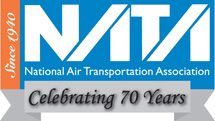 Since 1940
NATA
National Air Transportation Association
Celebrating 70 Years